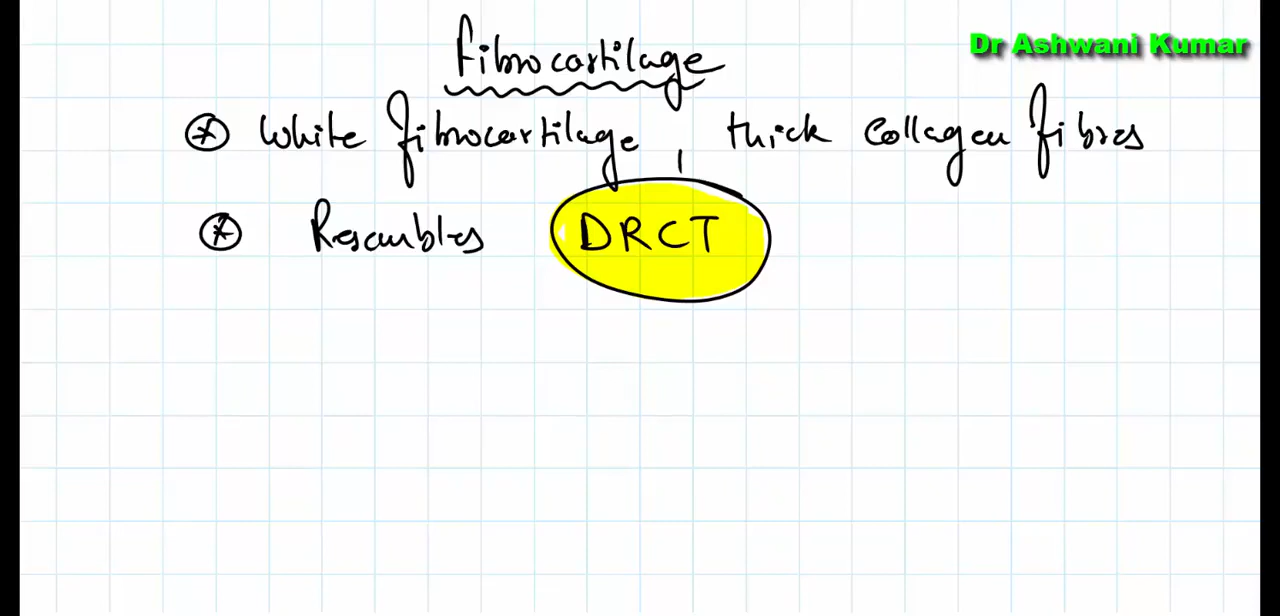 Dr Ashwani Kumar
Fibrocartilage
* White fibrocartilage, thick collagen fibres
* Resembles DRCT